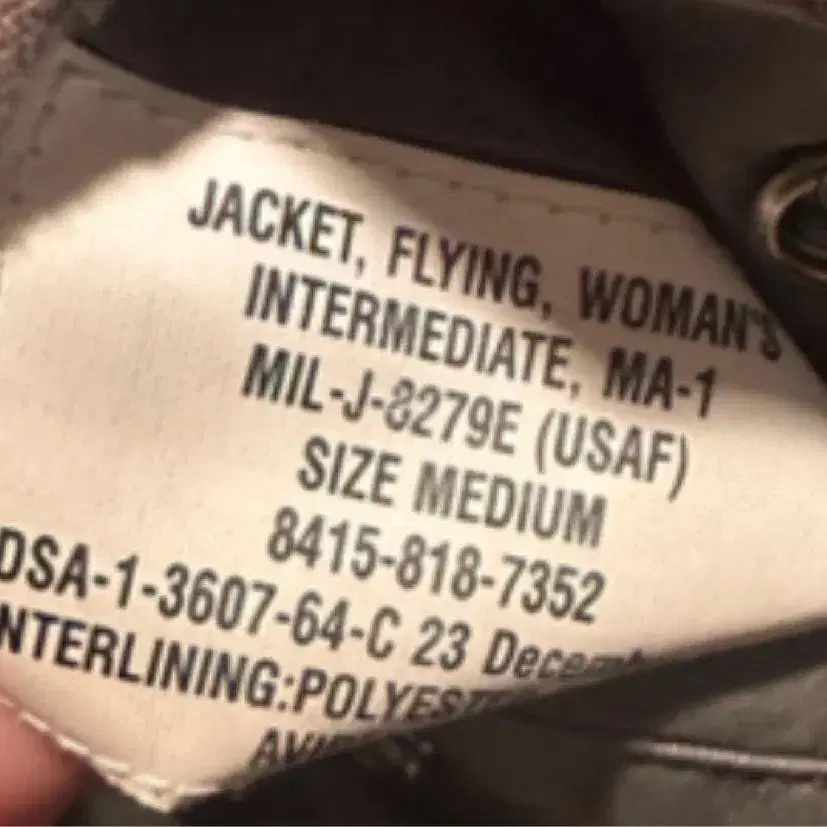 JACKET, FLYING, WOMAN'S
INTERMEDIATE, MA-1
MIL-J-8279E (USAF)
SIZE MEDIUM
8415-818-7352
DSA-1-3607-64-C 23
NTERLINING:POLYES